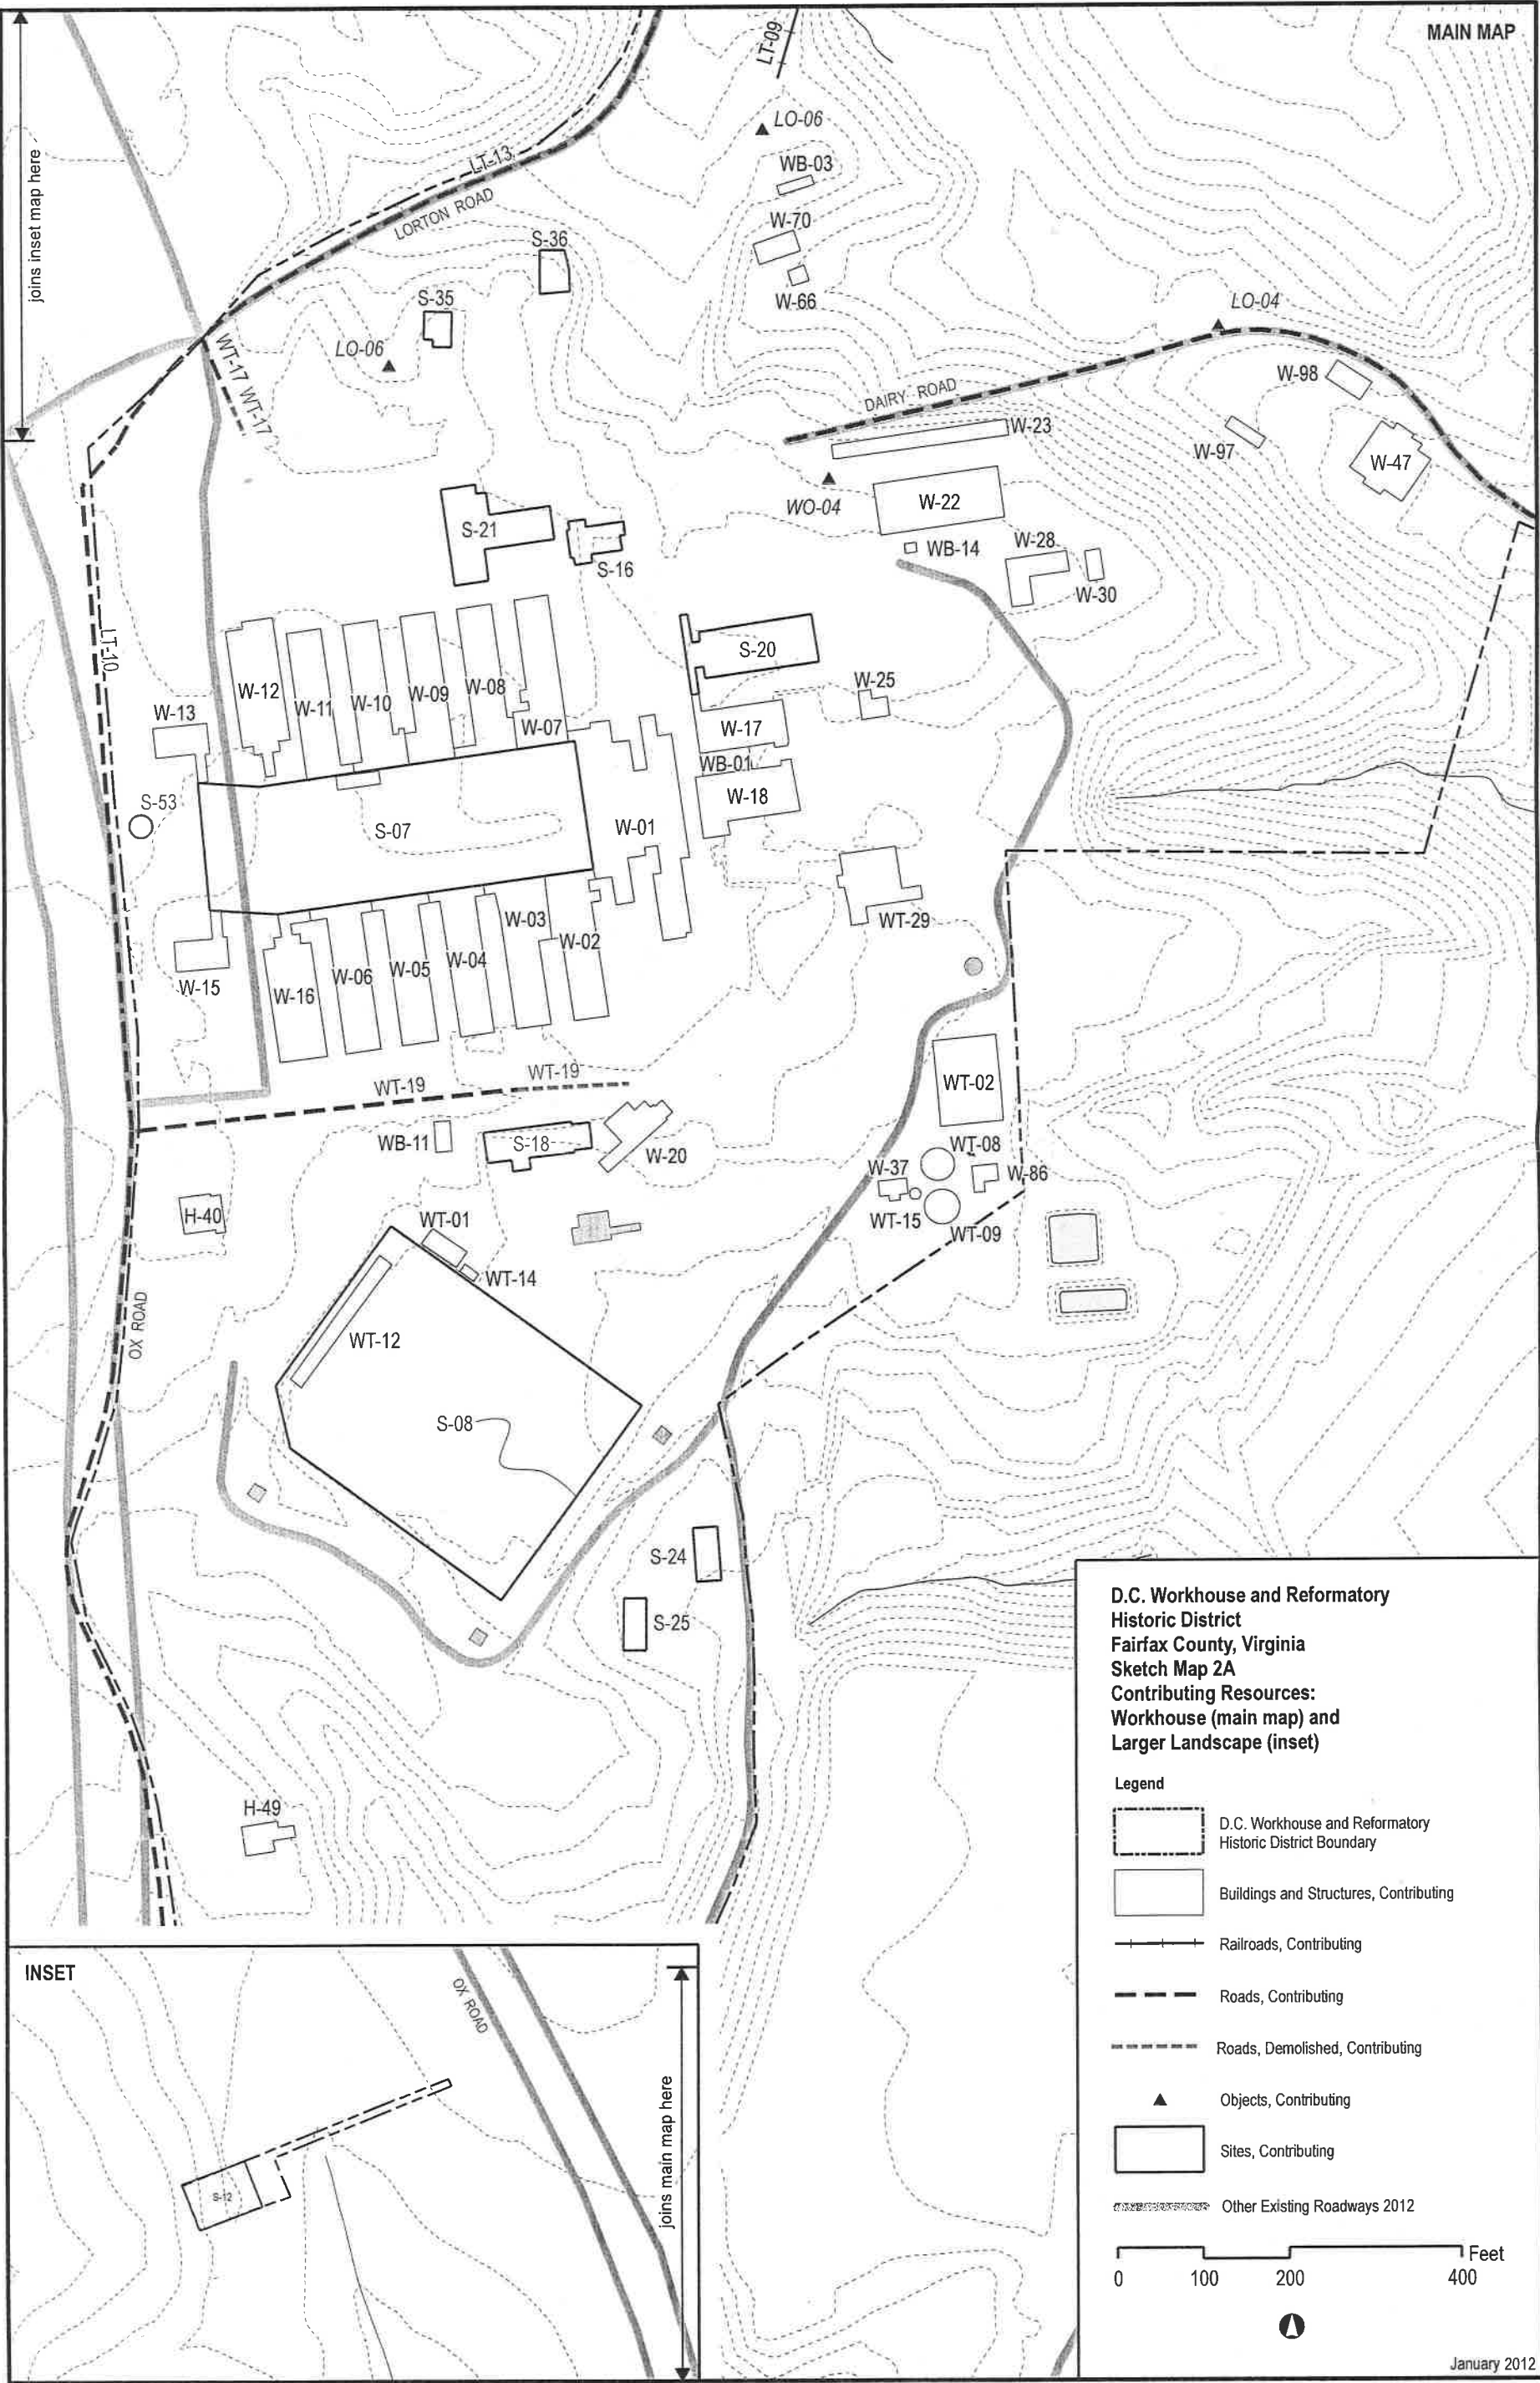 MAIN MAP
joins inset map here
LT-09
LO-06
LT-13
WB-03
LORTON ROAD
W-70
S-36
W-66
S-35
LO-04
LO-06
WT-17
WT-17
W-98
DAIRY ROAD
W-23
W-97
W-47
WO-04
W-22
S-21
S-16
WB-14
W-28
W-30
LT-10
S-20
W-12
W-11
W-10
W-09
W-08
W-25
W-13
W-07
W-17
WB-01
W-18
S-53
S-07
W-01
W-03
WT-29
W-02
W-15
W-16
W-06
W-05
W-04
WT-19
WT-19
WT-02
WB-11
S-18
W-20
WT-08
W-37
W-86
H-40
WT-01
WT-15
WT-09
WT-14
OX ROAD
WT-12
S-08
S-24
S-25
H-49
INSET
OX ROAD
joins main map here
S-12
D.C. Workhouse and Reformatory
Historic District
Fairfax County, Virginia
Sketch Map 2A
Contributing Resources:
Workhouse (main map) and
Larger Landscape (inset)
Legend
D.C. Workhouse and Reformatory
Historic District Boundary
Buildings and Structures, Contributing
Railroads, Contributing
Roads, Contributing
Roads, Demolished, Contributing
Objects, Contributing
Sites, Contributing
Other Existing Roadways 2012
Feet
0 100 200 400
January 2012